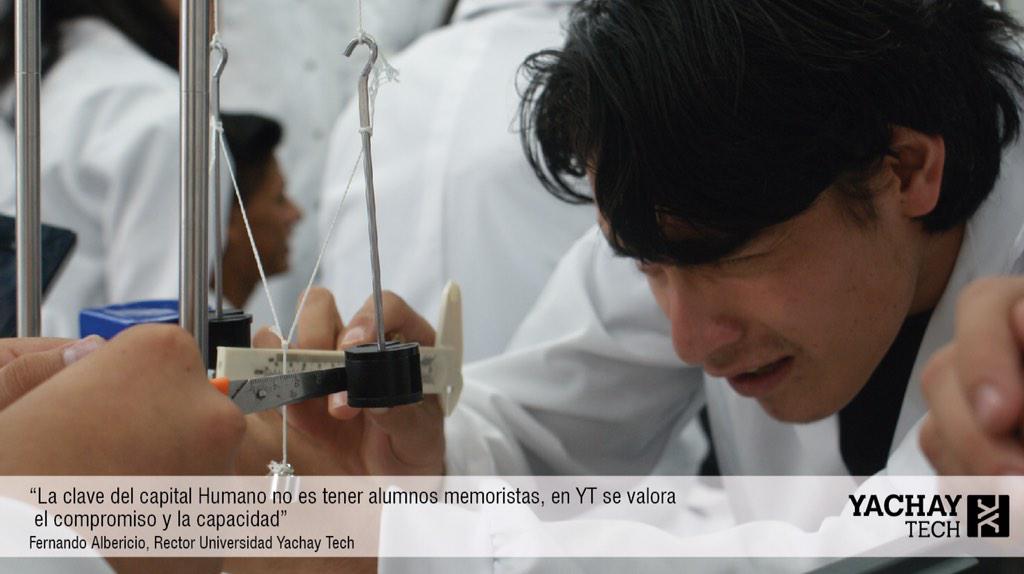 “La clave del capital Humano no es tener alumnos memoristas, en YT se valora
el compromiso y la capacidad”
Fernando Albericio, Rector Universidad Yachay Tech
YACHAY
TECH